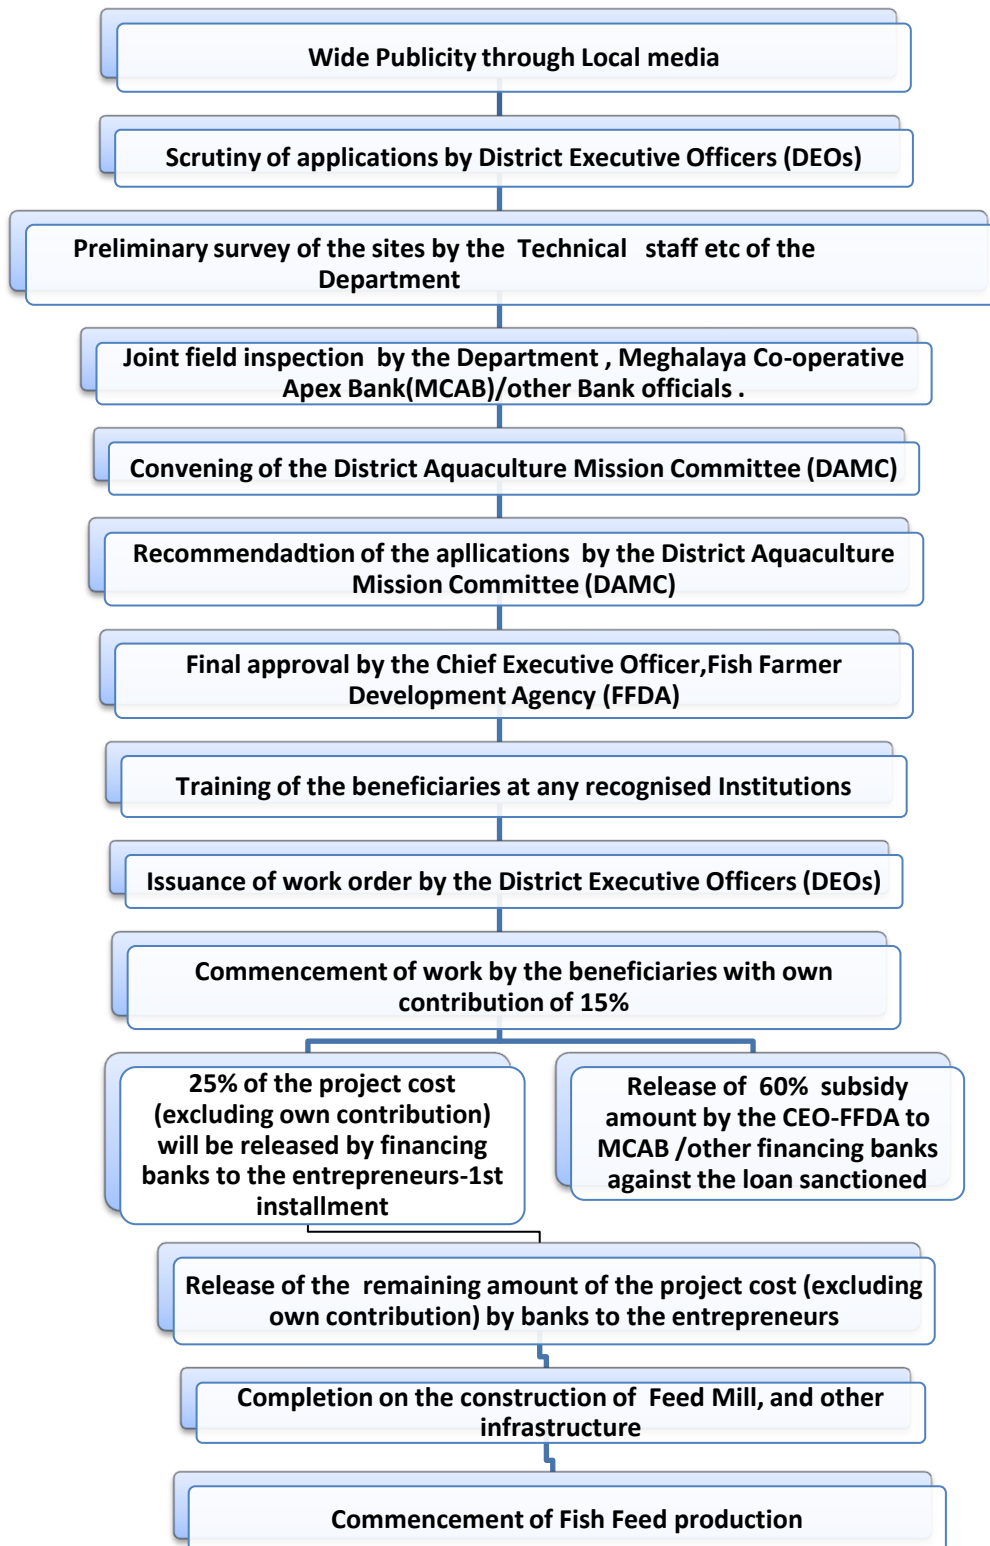 Wide Publicity through Local media
Scrutiny of applications by District Executive Officers (DEOs)
Preliminary survey of the sites by the Technical staff etc of the
Department
Joint field inspection by the Department , Meghalaya Co-operative
Apex Bank(MCAB)/other Bank officials .
Convening of the District Aquaculture Mission Committee (DAMC)
Recommendadtion of the apllications by the District Aquaculture
Mission Committee (DAMC)
Final approval by the Chief Executive Officer,Fish Farmer
Development Agency (FFDA)
Training of the beneficiaries at any recognised Institutions
Issuance of work order by the District Executive Officers (DEOs)
Commencement of work by the beneficiaries with own
contribution of 15%
25% of the project cost
(excluding own contribution)
will be released by financing
banks to the entrepreneurs-1st
installment
Release of 60% subsidy
amount by the CEO-FFDA to
MCAB /other financing banks
against the loan sanctioned
Release of the remaining amount of the project cost (excluding
own contribution) by banks to the entrepreneurs
Completion on the construction of Feed Mill, and other
infrastructure
Commencement of Fish Feed production